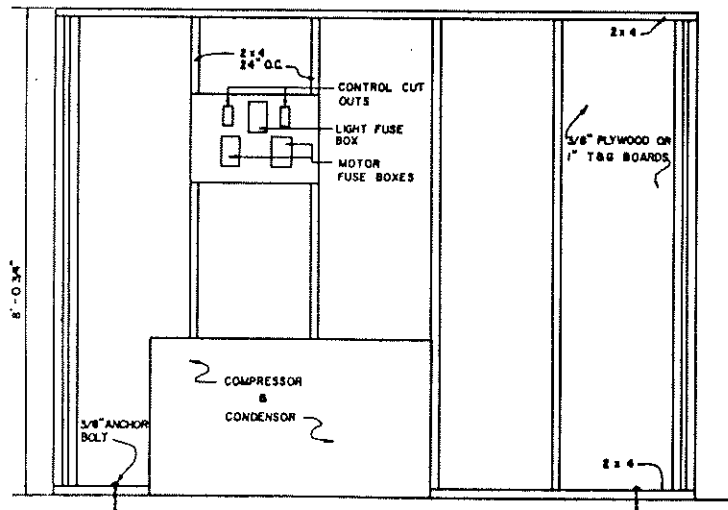 2 x 4
2 x 4
24" O.C.
CONTROL CUT
OUTS
LIGHT FUSE
BOX
MOTOR
FUSE BOXES
3/8" PLYWOOD OR
1" T&G BOARDS
8' - 0 3/4"
COMPRESSOR
&
CONDENSOR
3/8" ANCHOR
BOLT
2 x 4